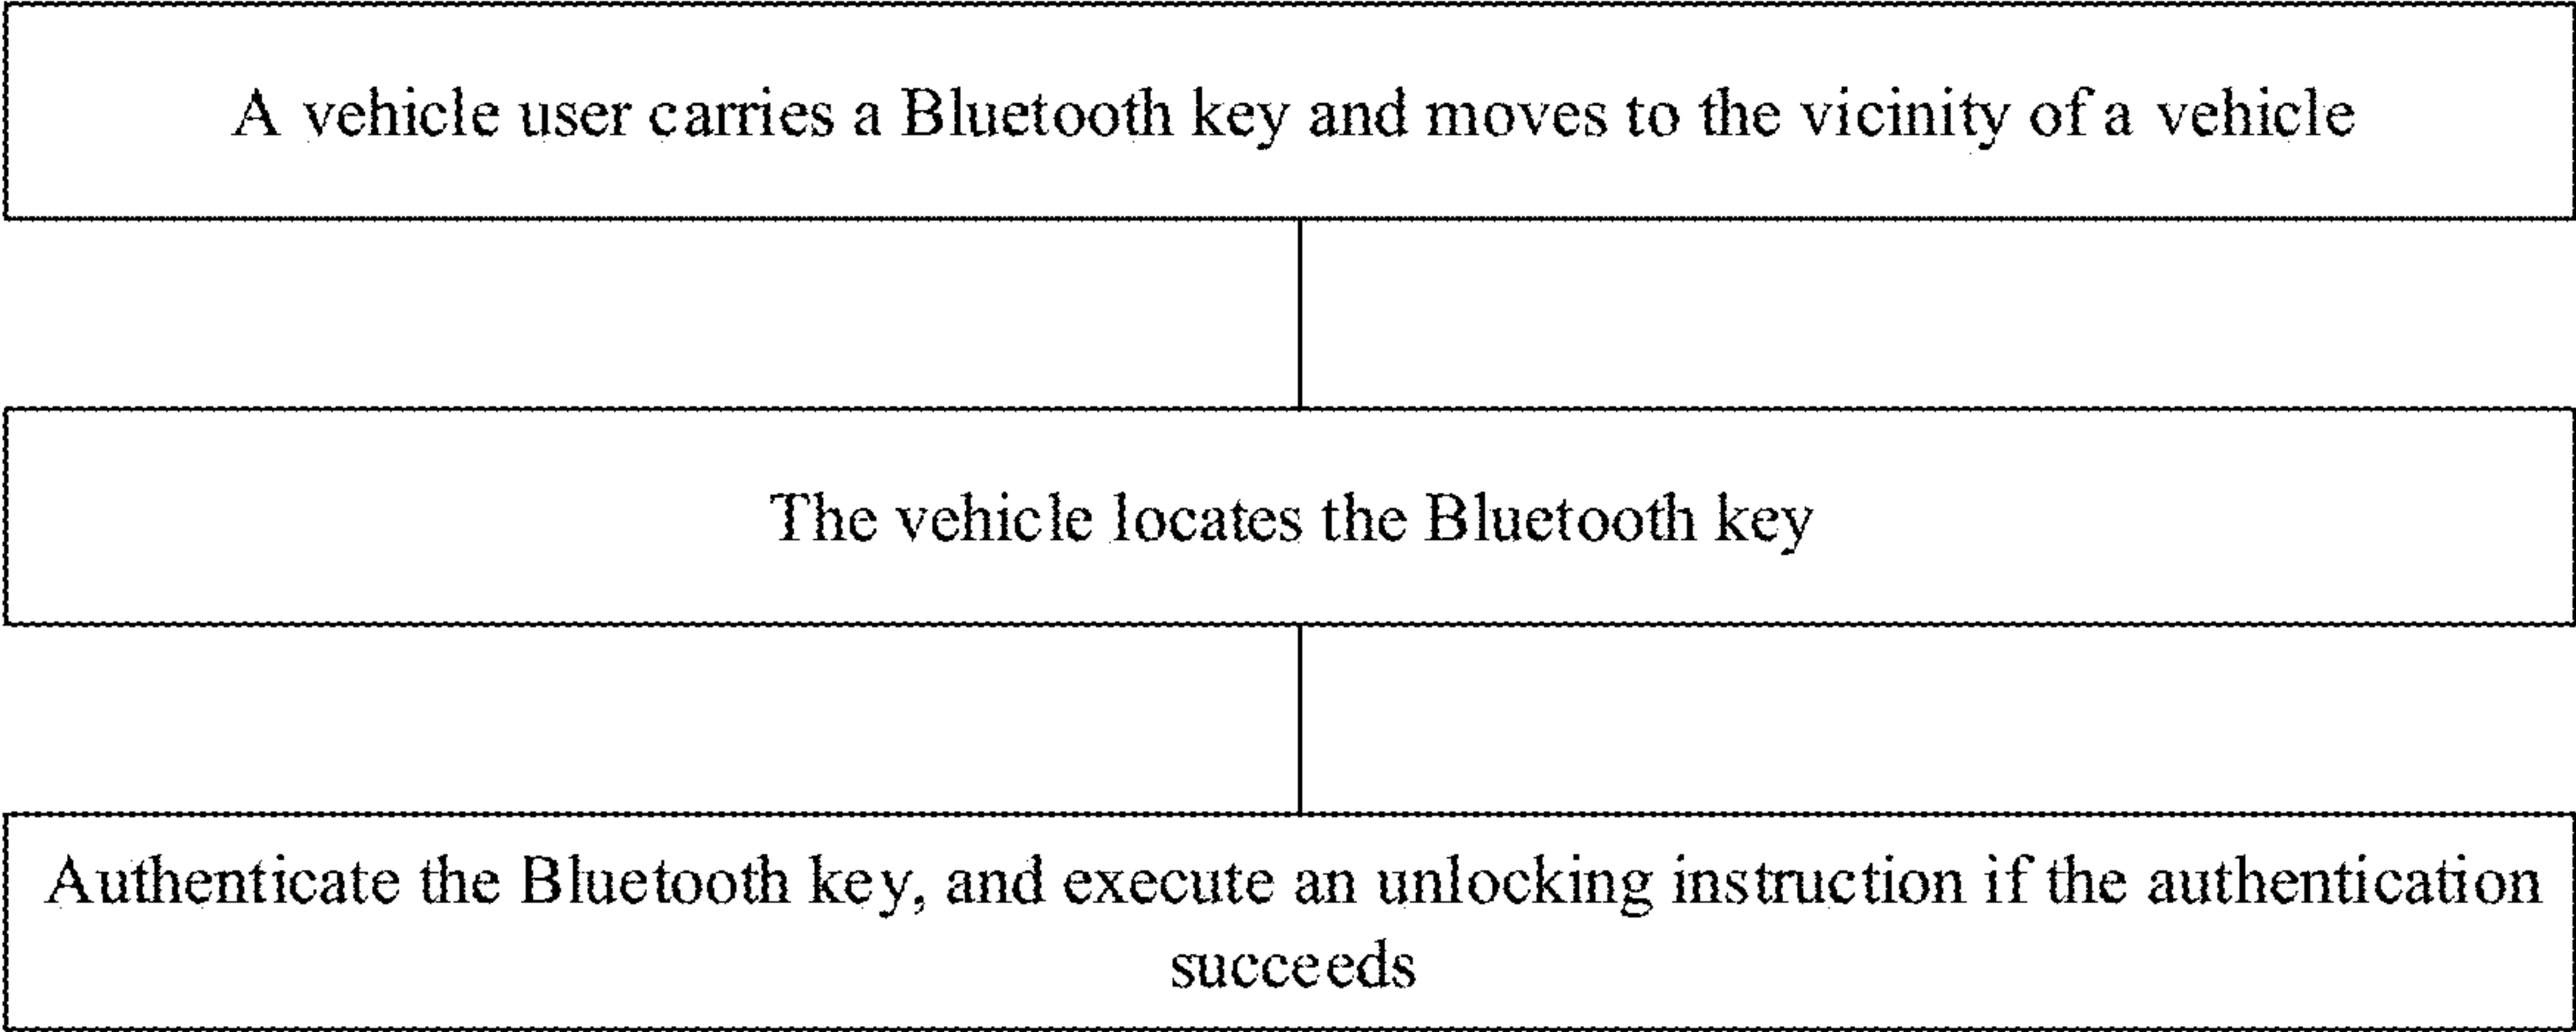 A vehicle user carries a Bluetooth key and moves to the vicinity of a vehicle
The vehicle locates the Bluetooth key
Authenticate the Bluetooth key, and execute an unlocking instruction if the authentication
succeeds